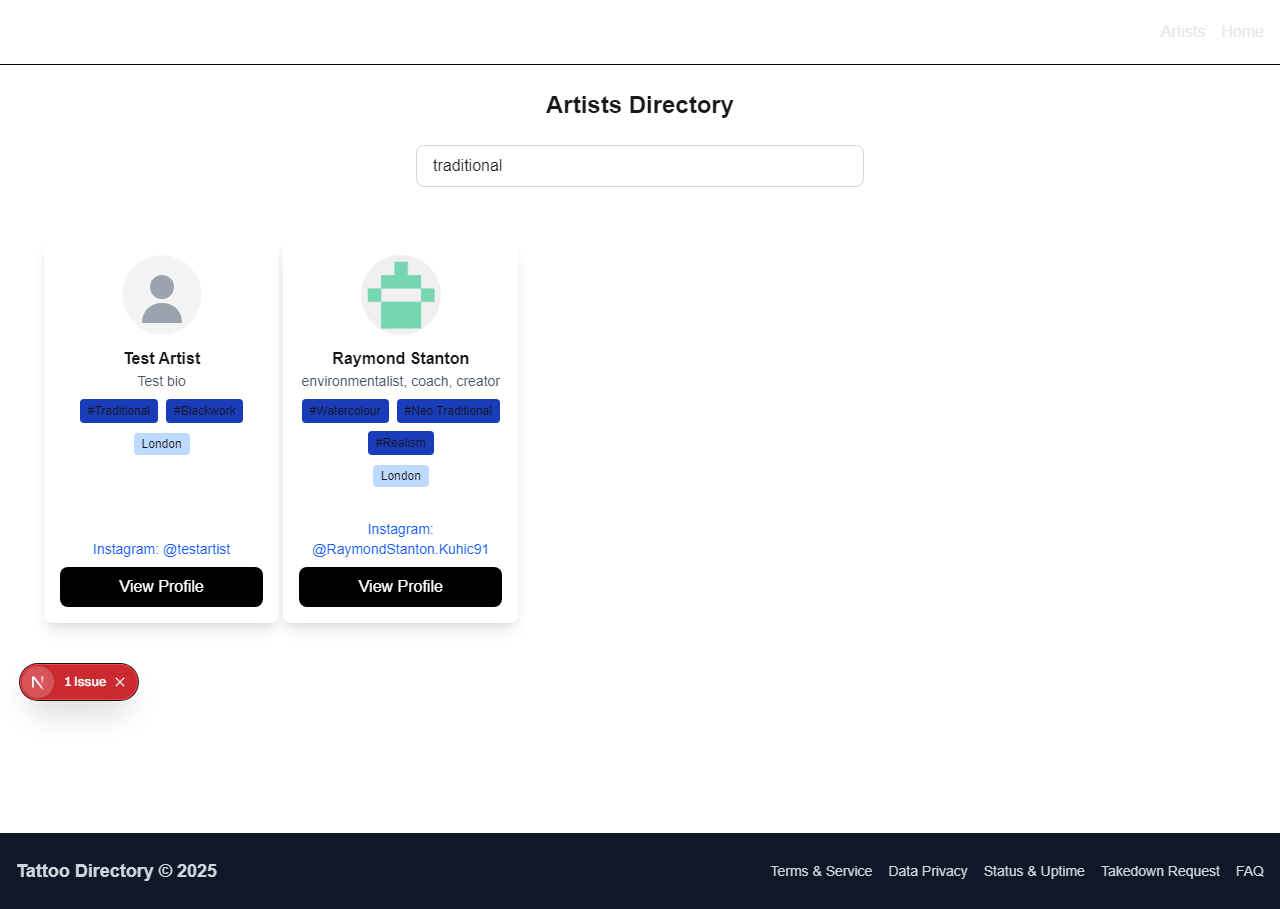 Artists Home
Artists Directory
traditional
Test Artist
Test bio
#Traditional #Blackwork
London
Instagram: @testartist
View Profile
Raymond Stanton
environmentalist, coach, creator
#Watercolour #Neo Traditional
#Realism
London
Instagram:
@RaymondStanton.Kuhic91
View Profile
N 1 Issue
Tattoo Directory © 2025
Terms & Service Data Privacy Status & Uptime Takedown Request FAQ